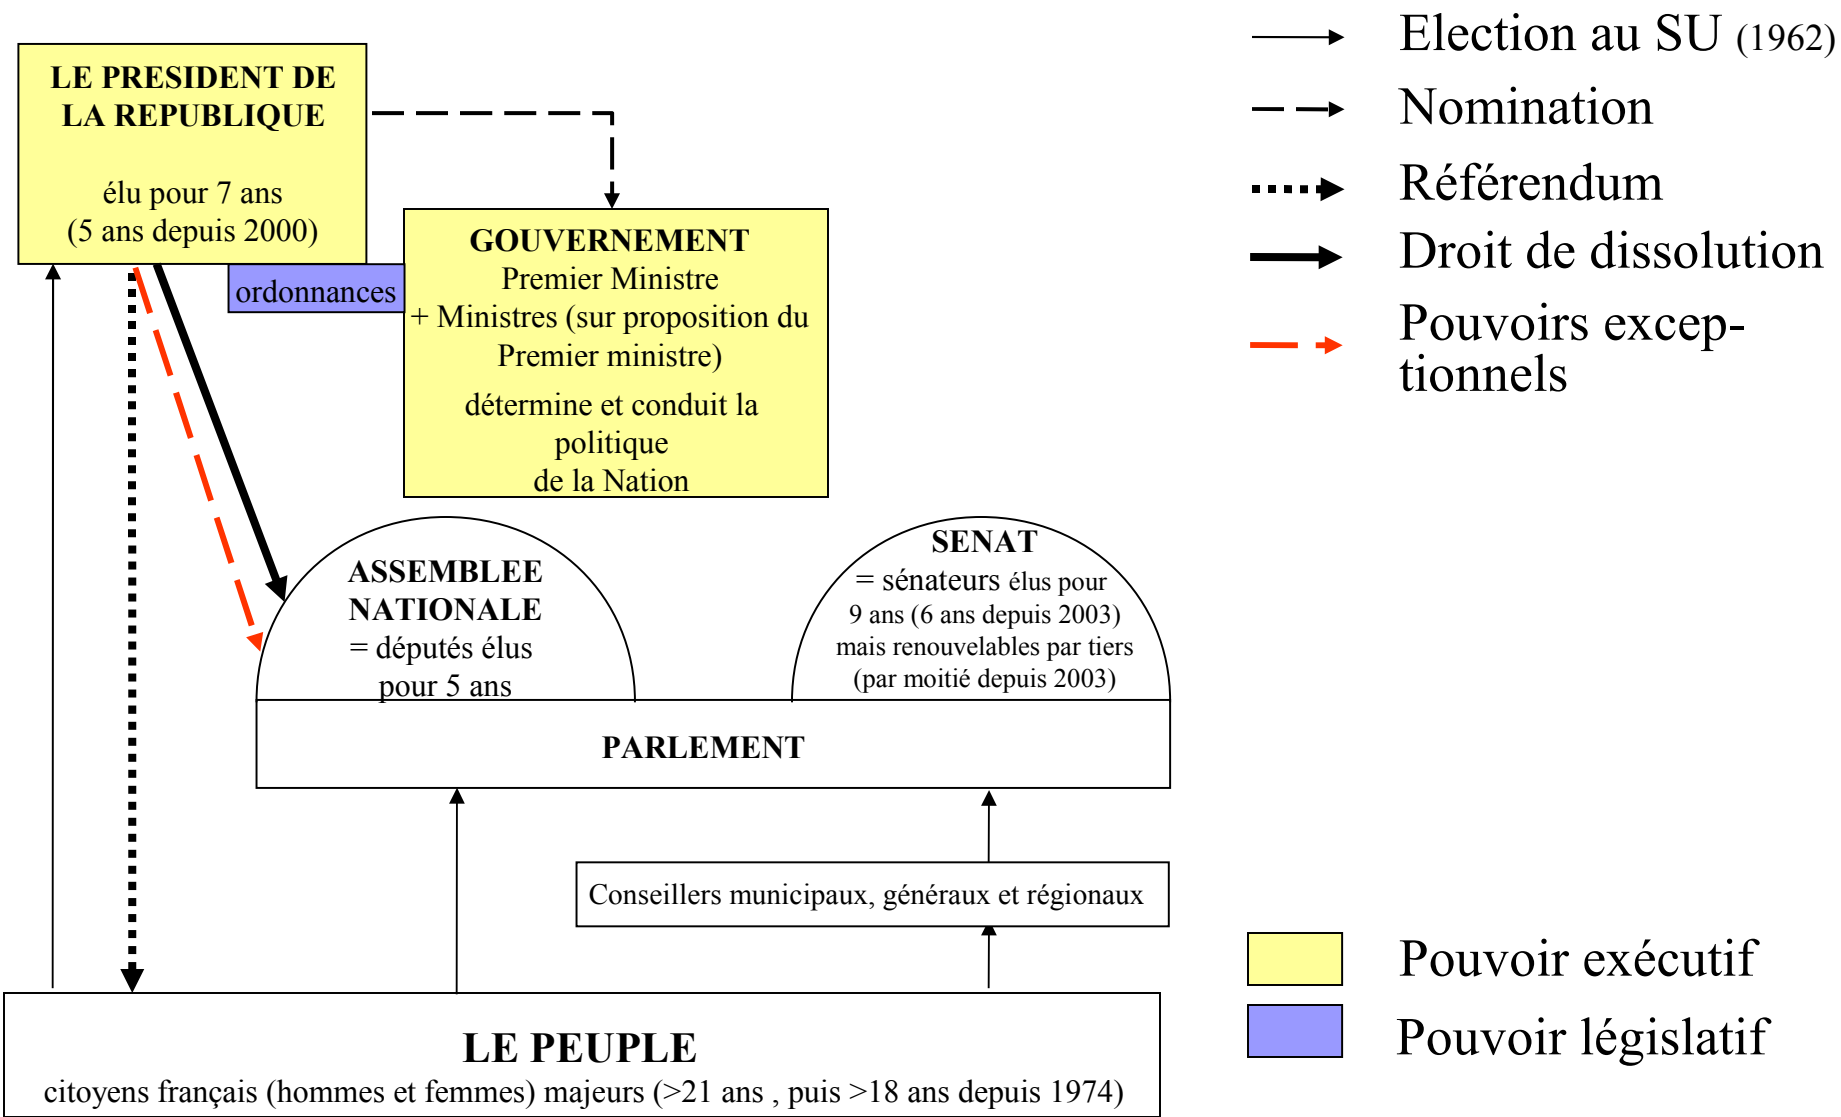 LE PRESIDENT DE
LA REPUBLIQUE
élu pour 7 ans
(5 ans depuis 2000)
ordonnances
GOUVERNEMENT
Premier Ministre
+ Ministres (sur proposition du
Premier ministre)
détermine et conduit la
politique
de la Nation
ASSEMBLEE
NATIONALE
= députés élus
pour 5 ans
SENAT
= sénateurs élus pour
9 ans (6 ans depuis 2003)
mais renouvelables par tiers
(par moitié depuis 2003)
PARLEMENT
Conseillers municipaux, généraux et régionaux
LE PEUPLE
citoyens français (hommes et femmes) majeurs (>21 ans , puis >18 ans depuis 1974)
Election au SU (1962)
Nomination
Référendum
Droit de dissolution
Pouvoirs excep-
tionnels
Pouvoir exécutif
Pouvoir législatif